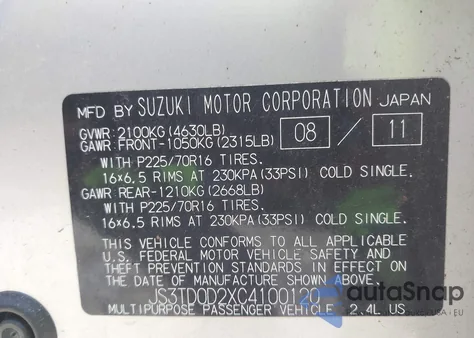 MFD BY SUZUKI MOTOR CORPORATION JAPAN
GVWR: 2100KG (4630LB)
GAWR: FRONT-1050KG (2315LB) 08 / 11
WITH P225/70R16 TIRES.
16×6.5 RIMS AT 230KPA (33PSI) COLD SINGLE.
GAWR REAR-1210KG (2668LB)
WITH P225/70R16 TIRES.
16×6.5 RIMS AT 230KPA (33PSI) COLD SINGLE.
THIS VEHICLE CONFORMS TO ALL APPLICABLE
U.S. FEDERAL MOTOR VEHICLE SAFETY AND
THEFT PREVENTION STANDARDS IN EFFECT ON
THE DATE OF MANUFACTURE SHOWN ABOVE.
JS3TD0D2XC4100120
MULTIPURPOSE PASSENGER VEHICLE 2.4L US
autoSnap